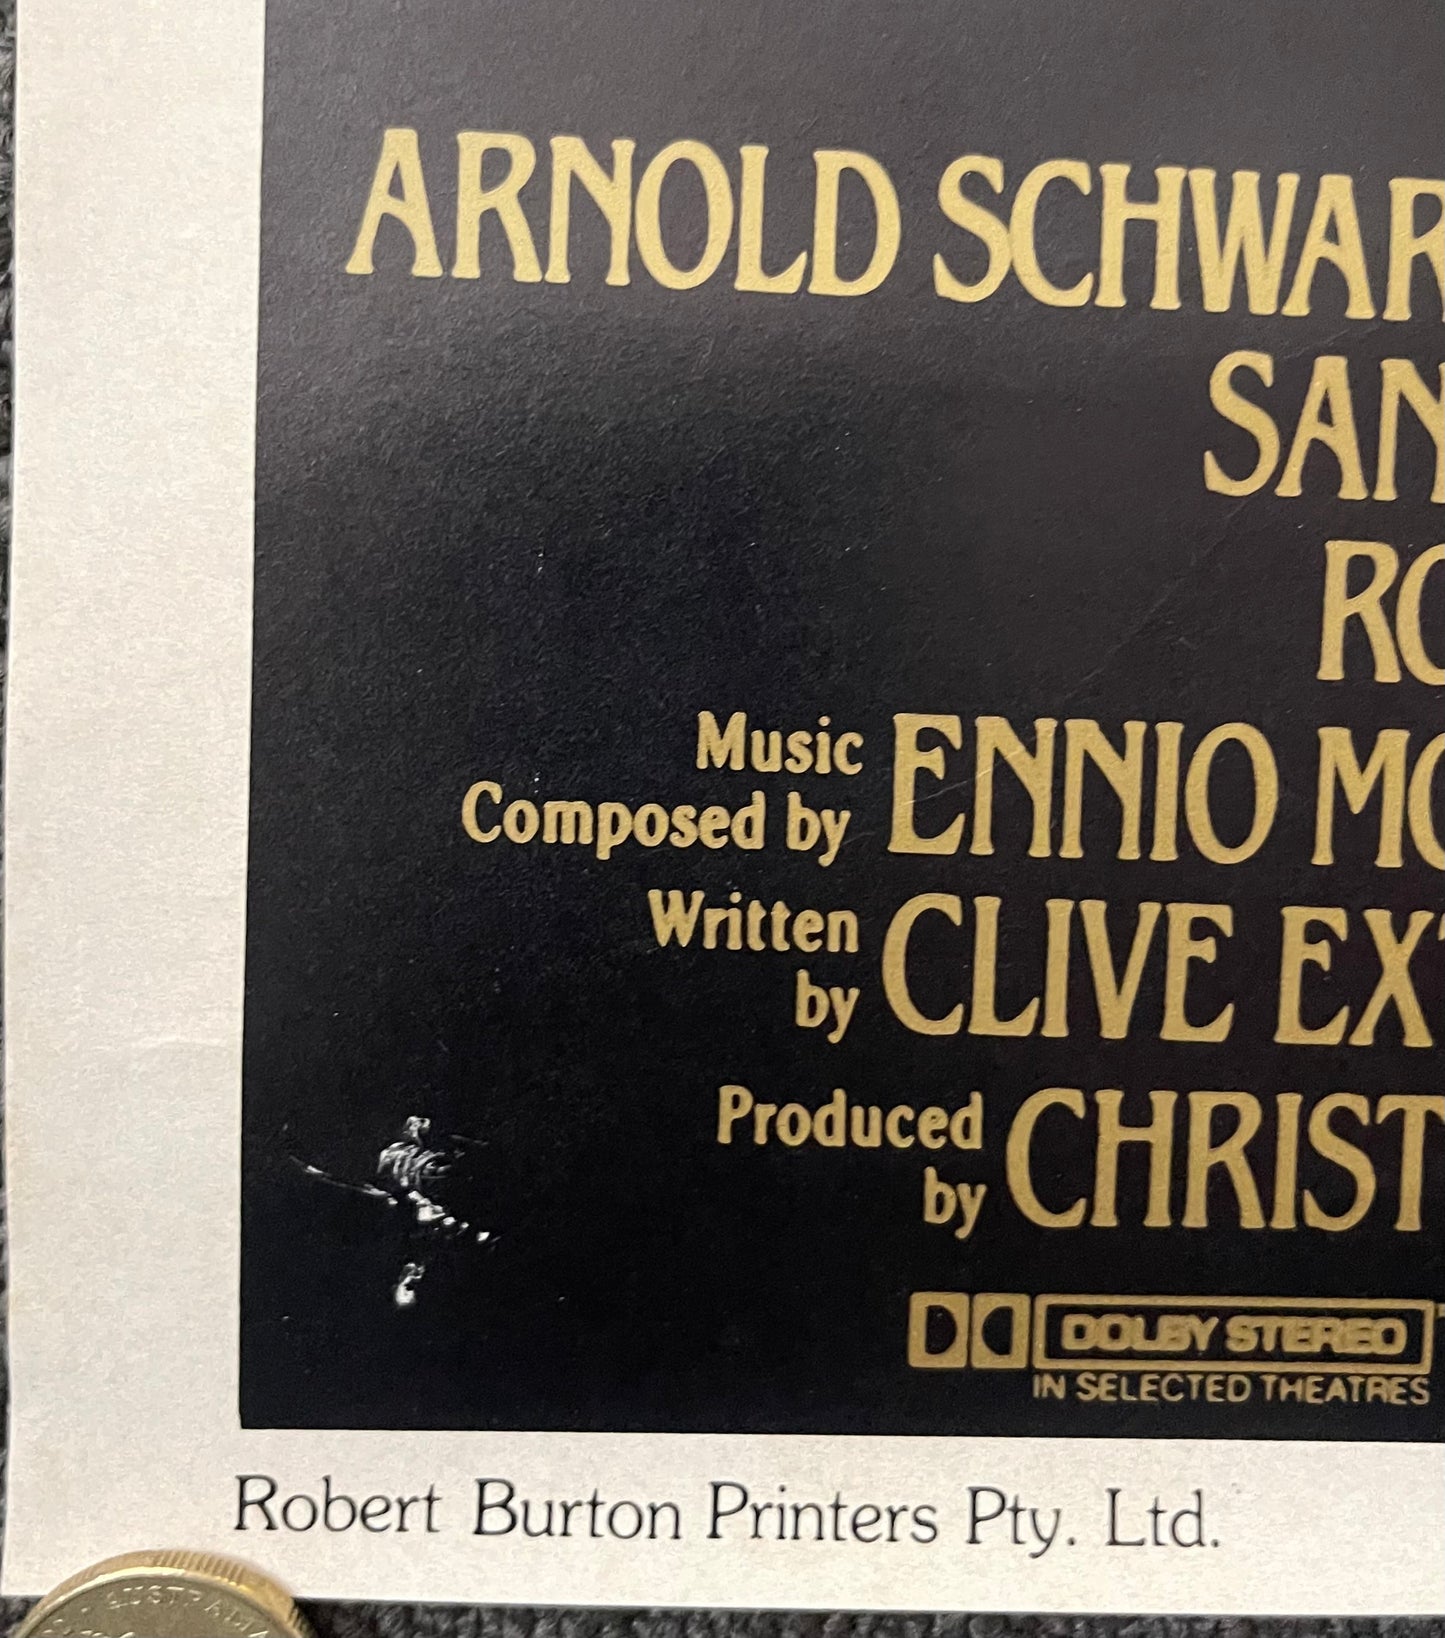 ARNOLD SCHWAR
SAN
RO
Music
Composed by ENNIO MO
Written
by CLIVE EXT
Produced
by CHRIST
DOLBY STEREO
IN SELECTED THEATRES
Robert Burton Printers Pty. Ltd.
AUSTRALIA